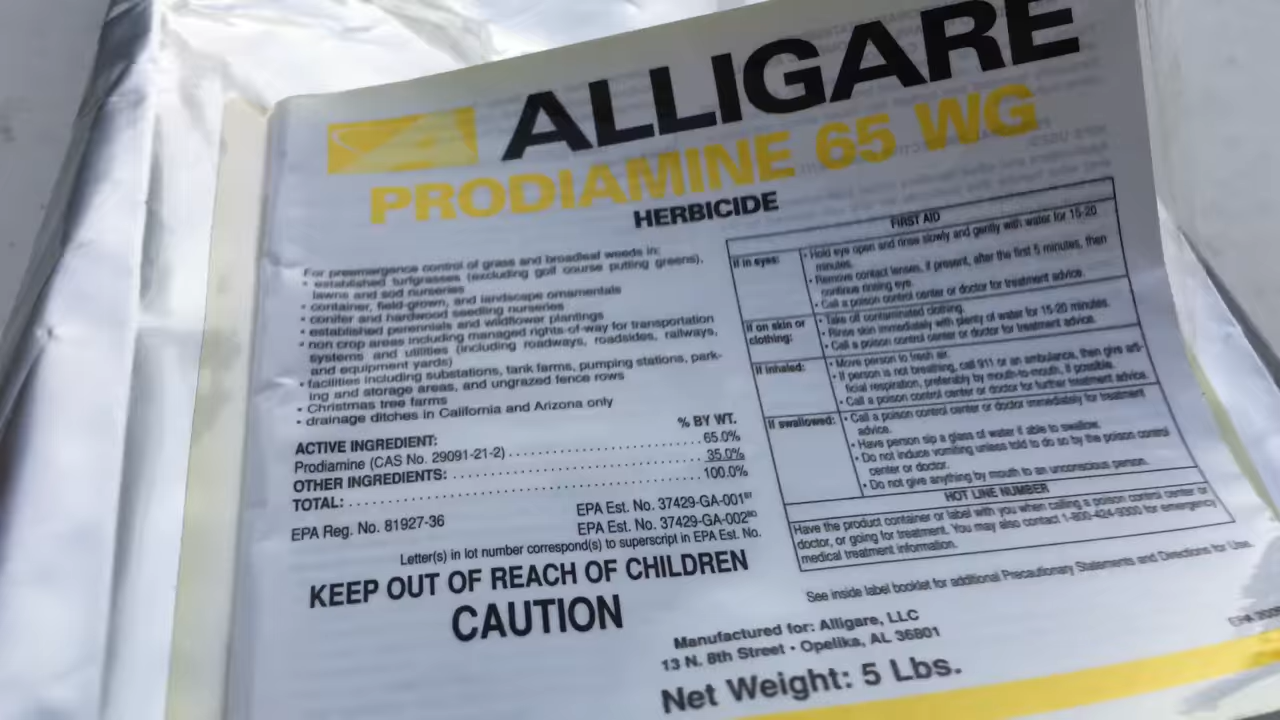 ALLIGARE
PRODIAMINE 65 WG
HERBICIDE
For preemergence control of grass and broadleaf weeds in:
• established turfgrasses (excluding golf course putting greens),
lawns and sod nurseries
• container, field-grown, and landscape ornamentals
• conifer and hardwood seedling nurseries
• established perennials and wildflower plantings
• non crop areas including managed rights-of-way for transportation
systems and utilities (including roadways, roadsides, railways,
and equipment yards)
• facilities including substations, tank farms, pumping stations, park-
ing and storage areas, and ungrazed fence rows
• Christmas tree farms
• drainage ditches in California and Arizona only
% BY WT.
ACTIVE INGREDIENT:
Prodiamine (CAS No. 29091-21-2) . . . . . . . . . . . . . . . . . . . . . . . . . 65.0%
OTHER INGREDIENTS: . . . . . . . . . . . . . . . . . . . . . . . . . . . . . . . . . 35.0%
TOTAL: . . . . . . . . . . . . . . . . . . . . . . . . . . . . . . . . . . . . . . . . . . . . 100.0%
EPA Reg. No. 81927-36
EPA Est. No. 37429-GA-001
EPA Est. No. 37429-GA-002
Letter(s) in lot number correspond(s) to superscript in EPA Est. No.
KEEP OUT OF REACH OF CHILDREN
CAUTION
FIRST AID
If in eyes:
• Hold eye open and rinse slowly and gently with water for 15-20
minutes.
• Remove contact lenses, if present, after the first 5 minutes, then
continue rinsing eye.
• Call a poison control center or doctor for treatment advice.
If on skin or
clothing:
• Take off contaminated clothing.
• Rinse skin immediately with plenty of water for 15-20 minutes.
• Call a poison control center or doctor for treatment advice.
If inhaled:
• Move person to fresh air.
• If person is not breathing, call 911 or an ambulance, then give arti-
ficial respiration, preferably by mouth-to-mouth, if possible.
• Call a poison control center or doctor for further treatment advice.
If swallowed:
• Call a poison control center or doctor immediately for treatment
advice.
• Have person sip a glass of water if able to swallow.
• Do not induce vomiting unless told to do so by the poison control
center or doctor.
• Do not give anything by mouth to an unconscious person.
HOT LINE NUMBER
Have the product container or label with you when calling a poison control center or
doctor, or going for treatment. You may also contact 1-800-424-9300 for emergency
medical treatment information.
See inside label booklet for additional Precautionary Statements and Directions for Use.
Manufactured for: Alligare, LLC
13 N. 8th Street • Opelika, AL 36801
Net Weight: 5 Lbs.
EPA